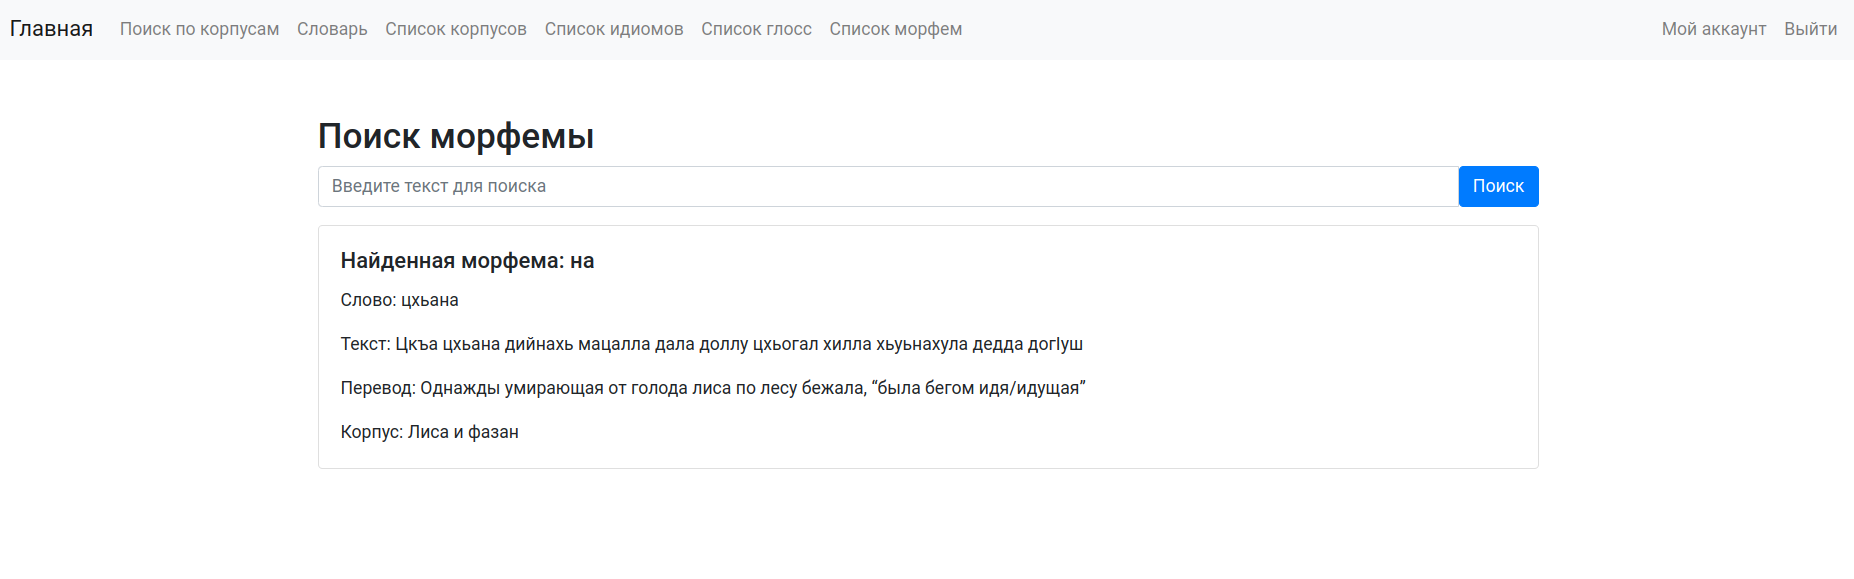 Главная Поиск по корпусам Словарь Список корпусов Список идиомов Список глосс Список морфем Мой аккаунт Выйти
Поиск морфемы
Введите текст для поиска Поиск
Найденная морфема: на
Слово: цхьана
Текст: Цкъа цхьана дийнахь мацалла дала доллу цхьогал хилла хьуьнахула дедда догӀуш
Перевод: Однажды умирающая от голода лиса по лесу бежала, “была бегом идя/идущая”
Корпус: Лиса и фазан